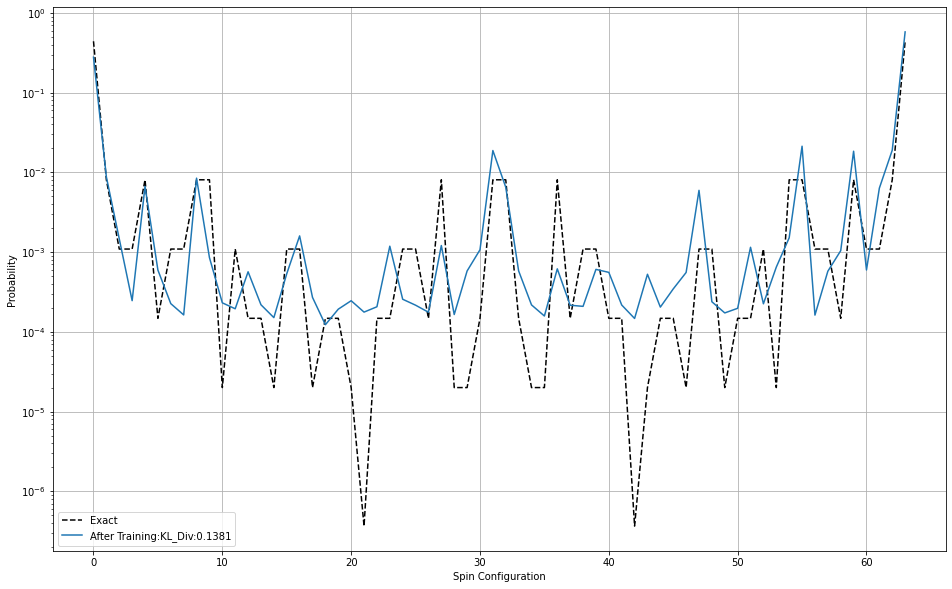 10⁰
10⁻¹
10⁻²
10⁻³
10⁻⁴
10⁻⁵
10⁻⁶
Probability
Exact
After Training:KL_Div:0.1381
0 10 20 30 40 50 60
Spin Configuration